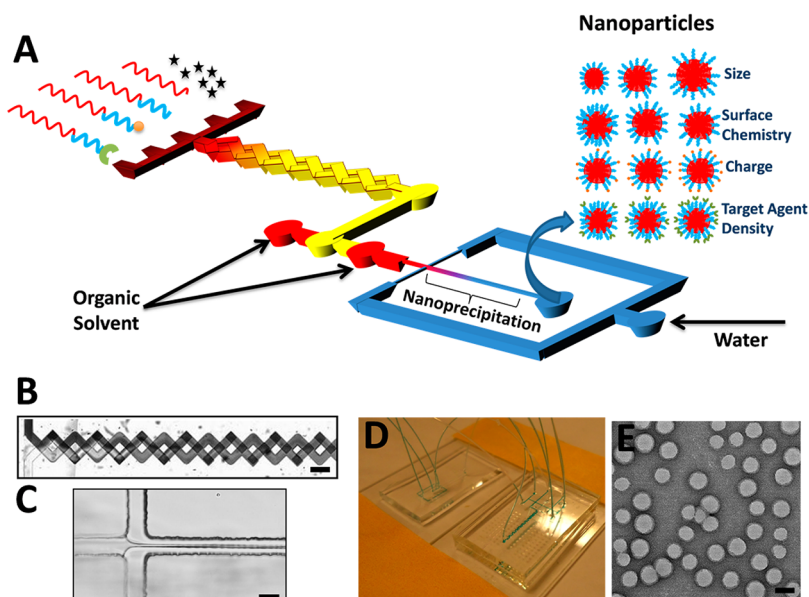 Nanoparticles
A
Size
Surface
Chemistry
Charge
Target Agent
Density
Organic
Solvent
Nanoprecipitation
Water
B
C
D
E